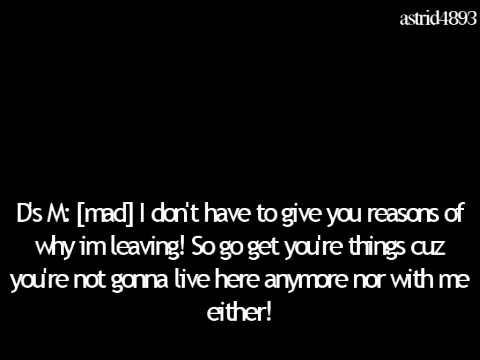 astrid4893
D's M: [mad] I don't have to give you reasons of
why im leaving! So go get you're things cuz
you're not gonna live here anymore nor with me
either!